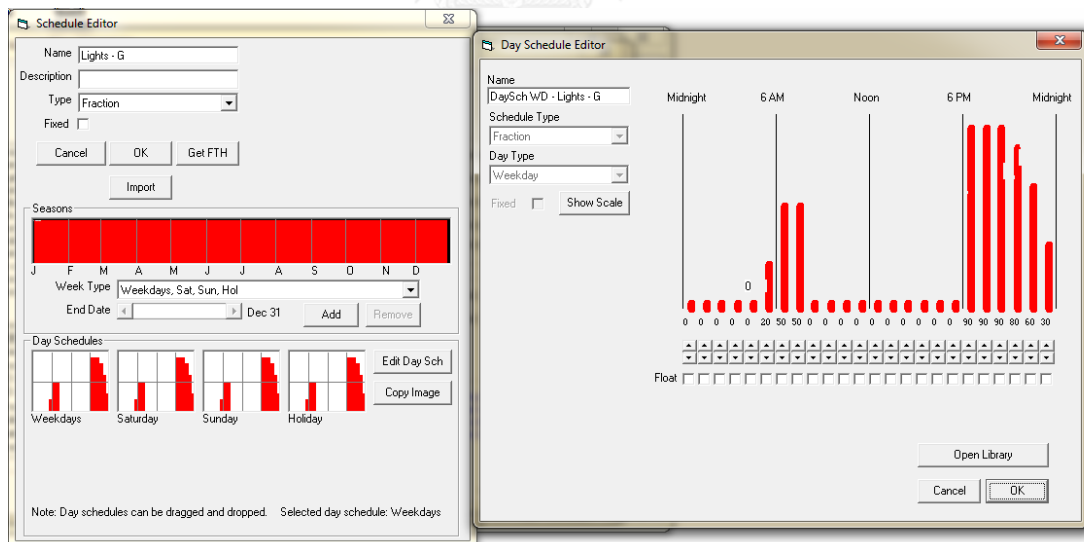 Schedule Editor
Name Lights - G
Description
Type Fraction
Fixed
Cancel OK Get FTH
Import
Seasons
J F M A M J J A S O N D
Week Type Weekdays, Sat, Sun, Hol
End Date Dec 31 Add Remove
Day Schedules
Edit Day Sch
Copy Image
Weekdays Saturday Sunday Holiday
Note: Day schedules can be dragged and dropped. Selected day schedule: Weekdays
Day Schedule Editor
Name
DaySch WD - Lights - G
Schedule Type
Fraction
Day Type
Weekday
Fixed Show Scale
Midnight 6 AM Noon 6 PM Midnight
0
0 0 0 0 0 20 50 50 0 0 0 0 0 0 0 0 0 0 90 90 90 80 60 30
Float
Open Library
Cancel OK